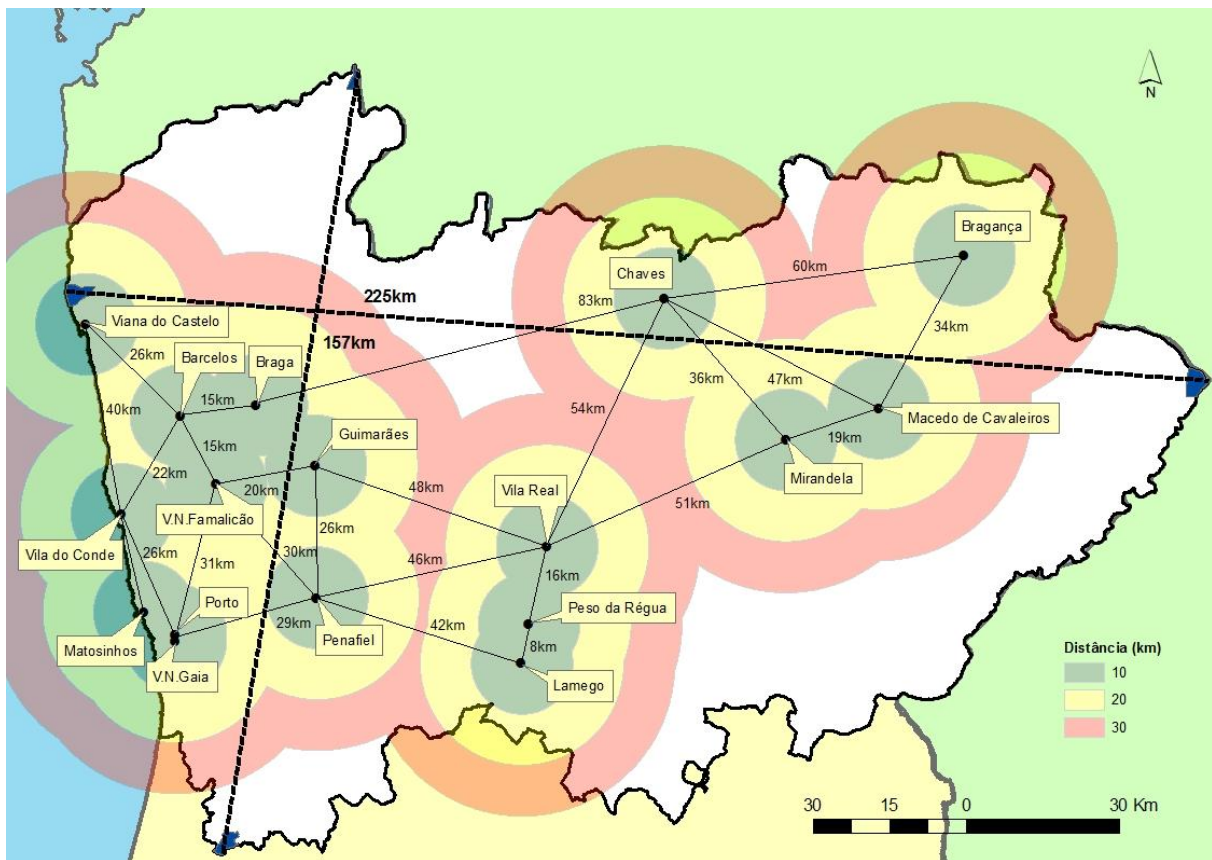 N
Bragança
60km
Chaves
83km
225km
34km
Viana do Castelo
157km
26km
Barcelos
Braga
36km
47km
40km
15km
54km
Macedo de Cavaleiros
15km
Guimarães
19km
22km
20km
48km
Vila Real
Mirandela
51km
V.N.Famalicão
26km
Vila do Conde
26km
30km
46km
31km
16km
Porto
Peso da Régua
29km
Penafiel
42km
Matosinhos
8km
V.N.Gaia
Lamego
Distância (km)
10
20
30
30
15
0
30 Km